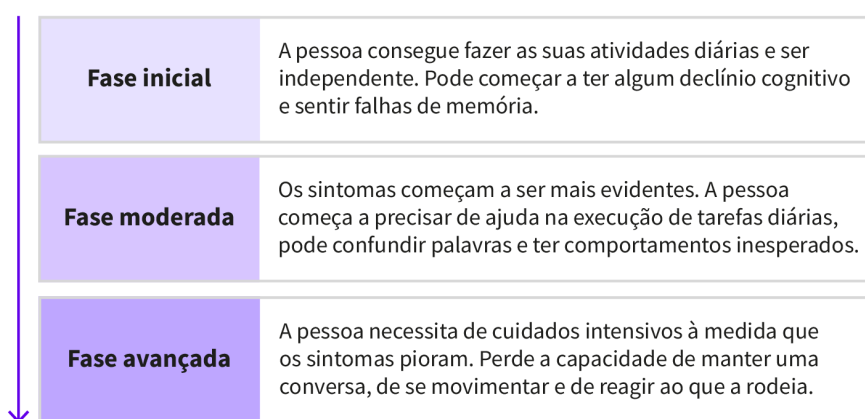 Fase inicial
A pessoa consegue fazer as suas atividades diárias e ser
independente. Pode começar a ter algum declínio cognitivo
e sentir falhas de memória.
Fase moderada
Os sintomas começam a ser mais evidentes. A pessoa
começa a precisar de ajuda na execução de tarefas diárias,
pode confundir palavras e ter comportamentos inesperados.
Fase avançada
A pessoa necessita de cuidados intensivos à medida que
os sintomas pioram. Perde a capacidade de manter uma
conversa, de se movimentar e de reagir ao que a rodeia.